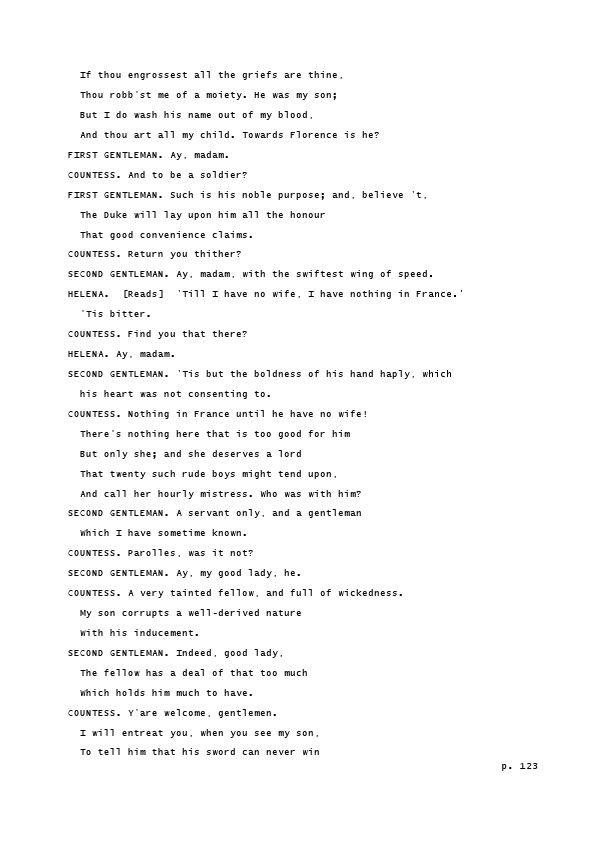 If thou engrossest all the griefs are thine,
Thou robb'st me of a moiety. He was my son;
But I do wash his name out of my blood,
And thou art all my child. Towards Florence is he?
FIRST GENTLEMAN. Ay, madam.
COUNTESS. And to be a soldier?
FIRST GENTLEMAN. Such is his noble purpose; and, believe 't,
The Duke will lay upon him all the honour
That good convenience claims.
COUNTESS. Return you thither?
SECOND GENTLEMAN. Ay, madam, with the swiftest wing of speed.
HELENA.  [Reads]  'Till I have no wife, I have nothing in France.'
'Tis bitter.
COUNTESS. Find you that there?
HELENA. Ay, madam.
SECOND GENTLEMAN. 'Tis but the boldness of his hand haply, which
his heart was not consenting to.
COUNTESS. Nothing in France until he have no wife!
There's nothing here that is too good for him
But only she; and she deserves a lord
That twenty such rude boys might tend upon,
And call her hourly mistress. Who was with him?
SECOND GENTLEMAN. A servant only, and a gentleman
Which I have sometime known.
COUNTESS. Parolles, was it not?
SECOND GENTLEMAN. Ay, my good lady, he.
COUNTESS. A very tainted fellow, and full of wickedness.
My son corrupts a well-derived nature
With his inducement.
SECOND GENTLEMAN. Indeed, good lady,
The fellow has a deal of that too much
Which holds him much to have.
COUNTESS. Y'are welcome, gentlemen.
I will entreat you, when you see my son,
To tell him that his sword can never win
p. 123